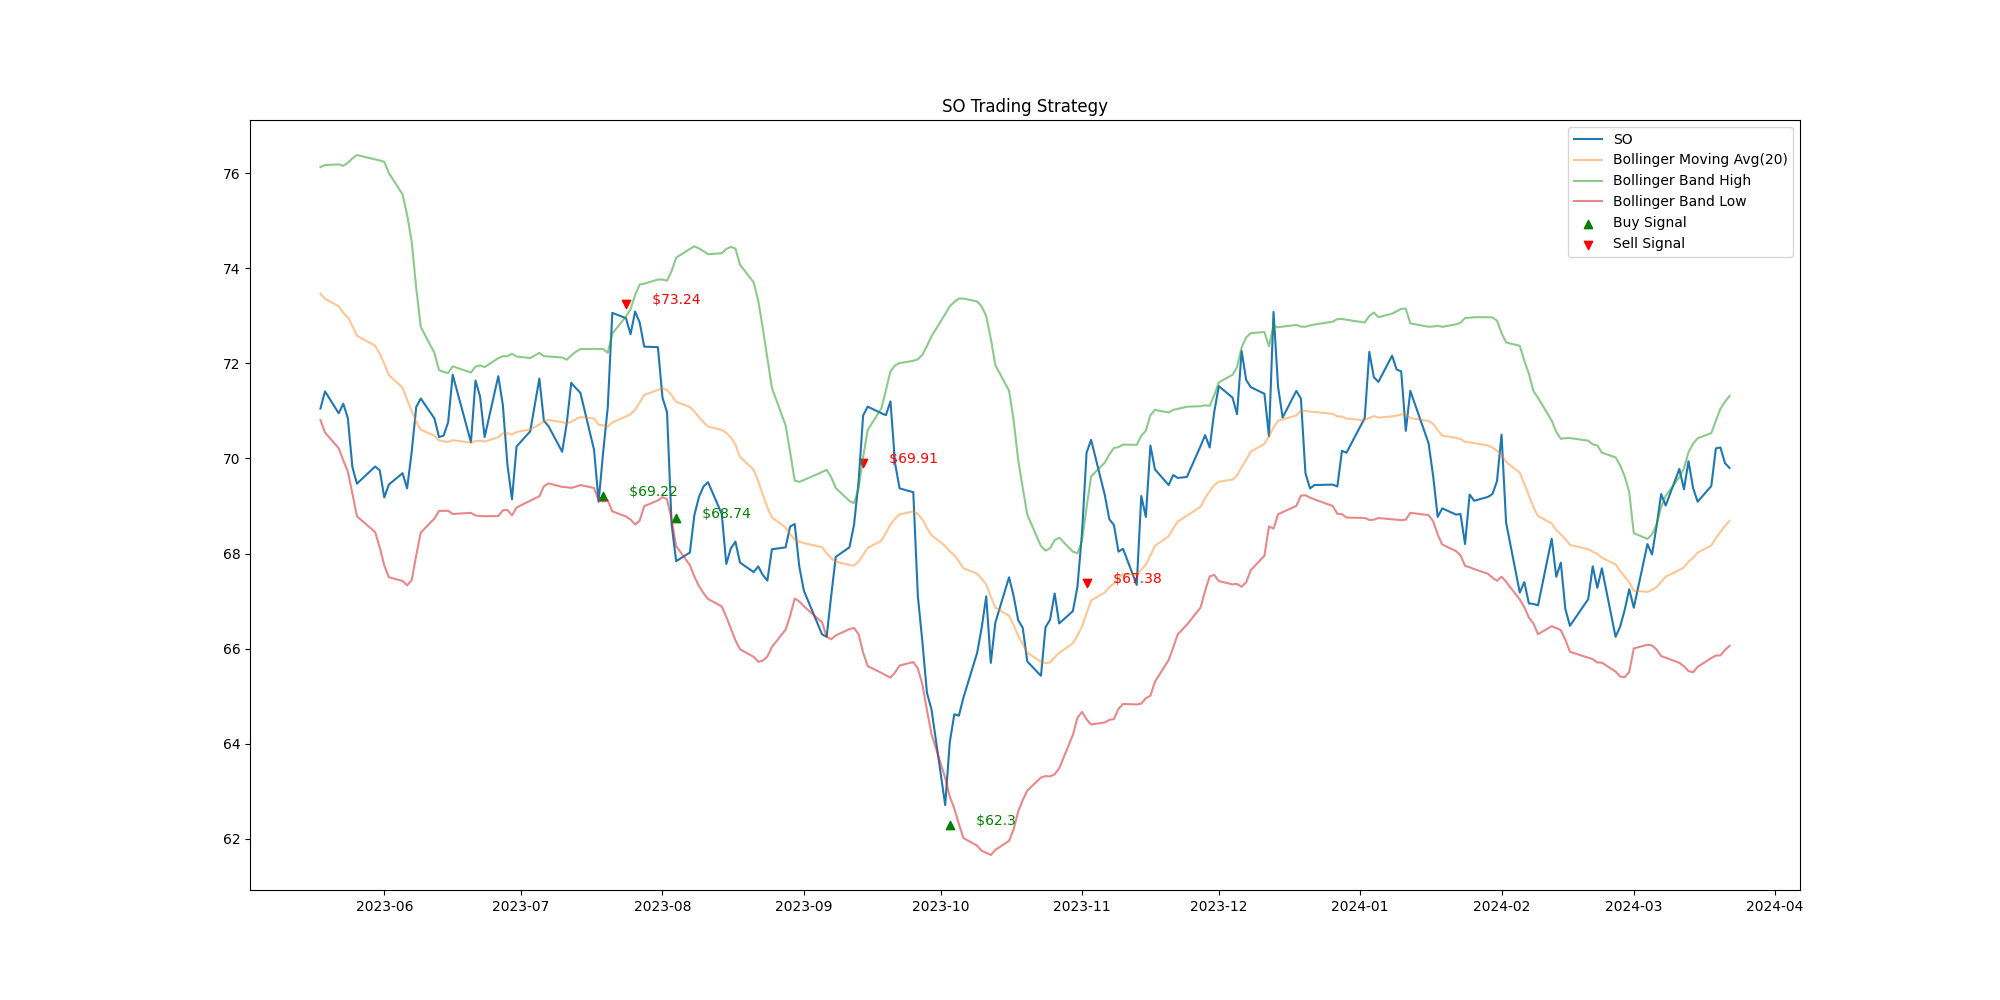 SO Trading Strategy
SO
Bollinger Moving Avg(20)
Bollinger Band High
Bollinger Band Low
Buy Signal
Sell Signal
76
74
72
70
68
66
64
62
$73.24
$69.91
$69.22
$68.74
$67.38
$62.3
2023-06 2023-07 2023-08 2023-09 2023-10 2023-11 2023-12 2024-01 2024-02 2024-03 2024-04